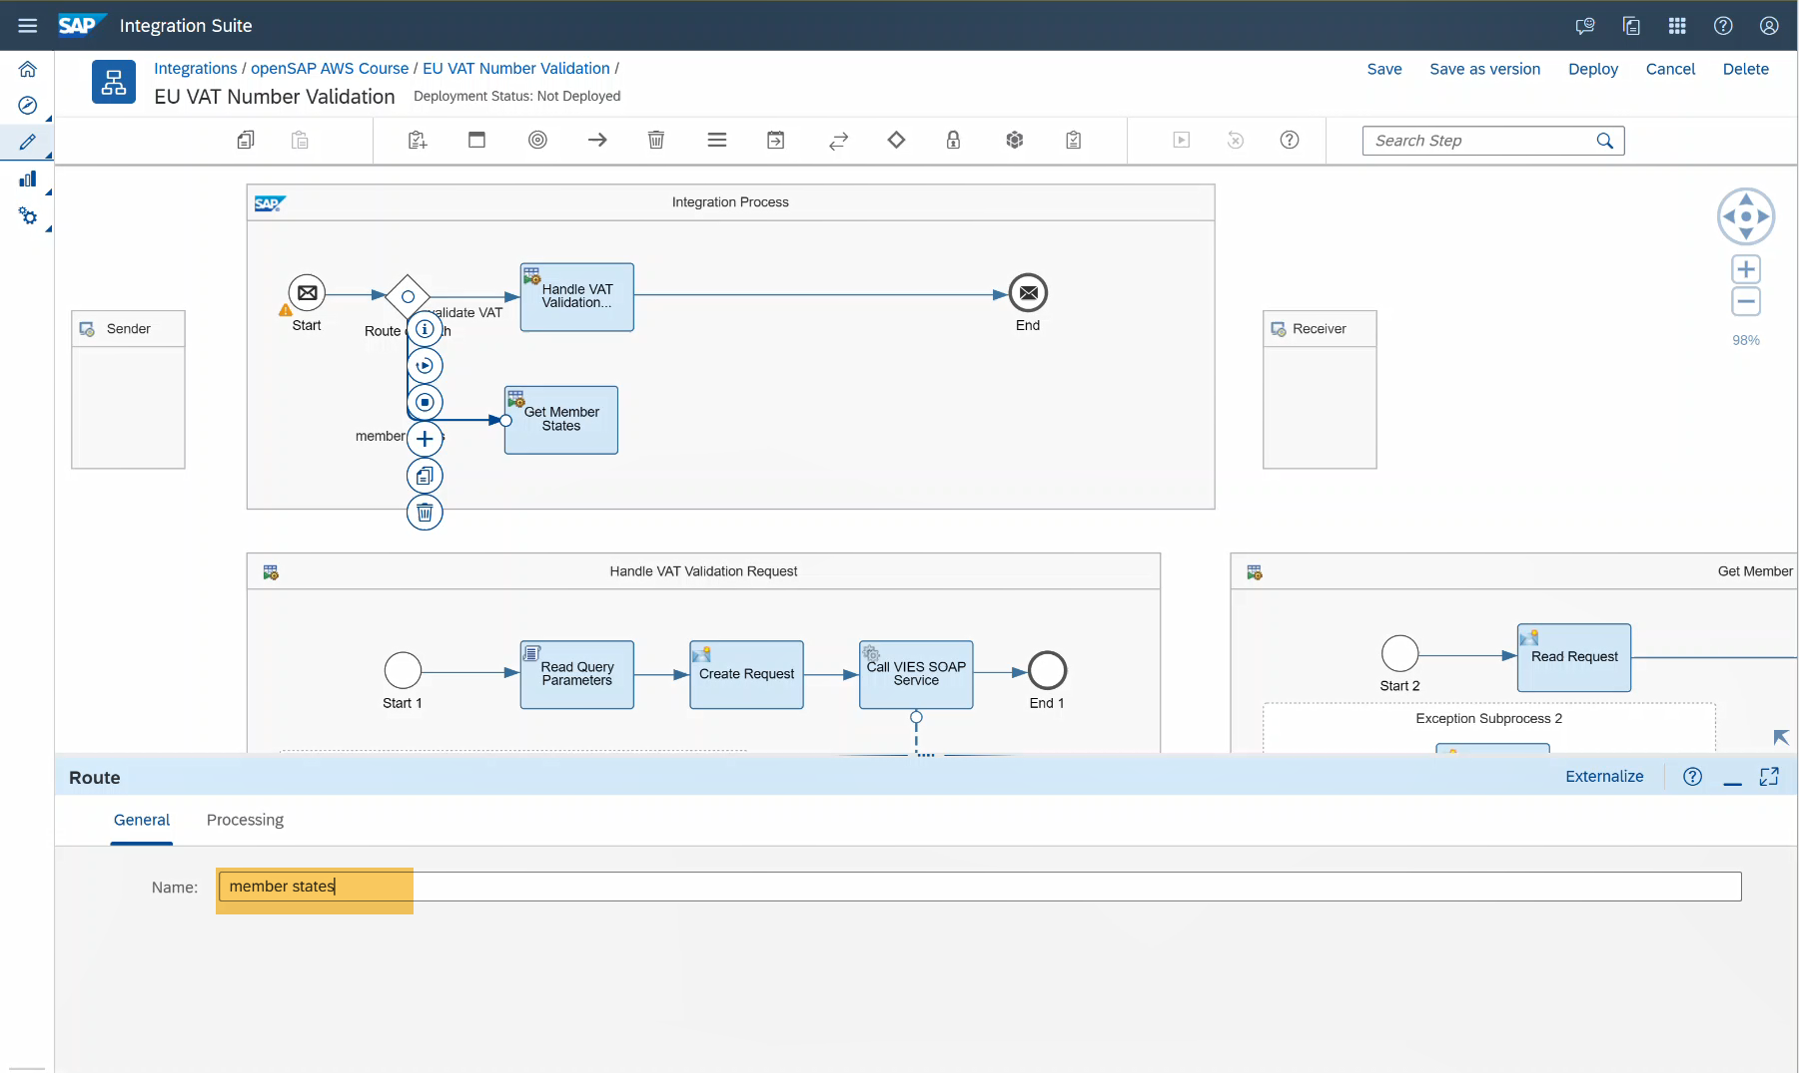 SAP Integration Suite
Integrations / openSAP AWS Course / EU VAT Number Validation /
Save Save as version Deploy Cancel Delete
EU VAT Number Validation Deployment Status: Not Deployed
Search Step
SAP Integration Process
Start
validate VAT
Route
th
Handle VAT
Validation...
End
Sender
Receiver
98%
member
s
Get Member
States
Handle VAT Validation Request
Get Member
Start 1
Read Query
Parameters
Create Request
Call VIES SOAP
Service
End 1
Start 2
Read Request
Exception Subprocess 2
Route
Externalize
General Processing
Name: member states